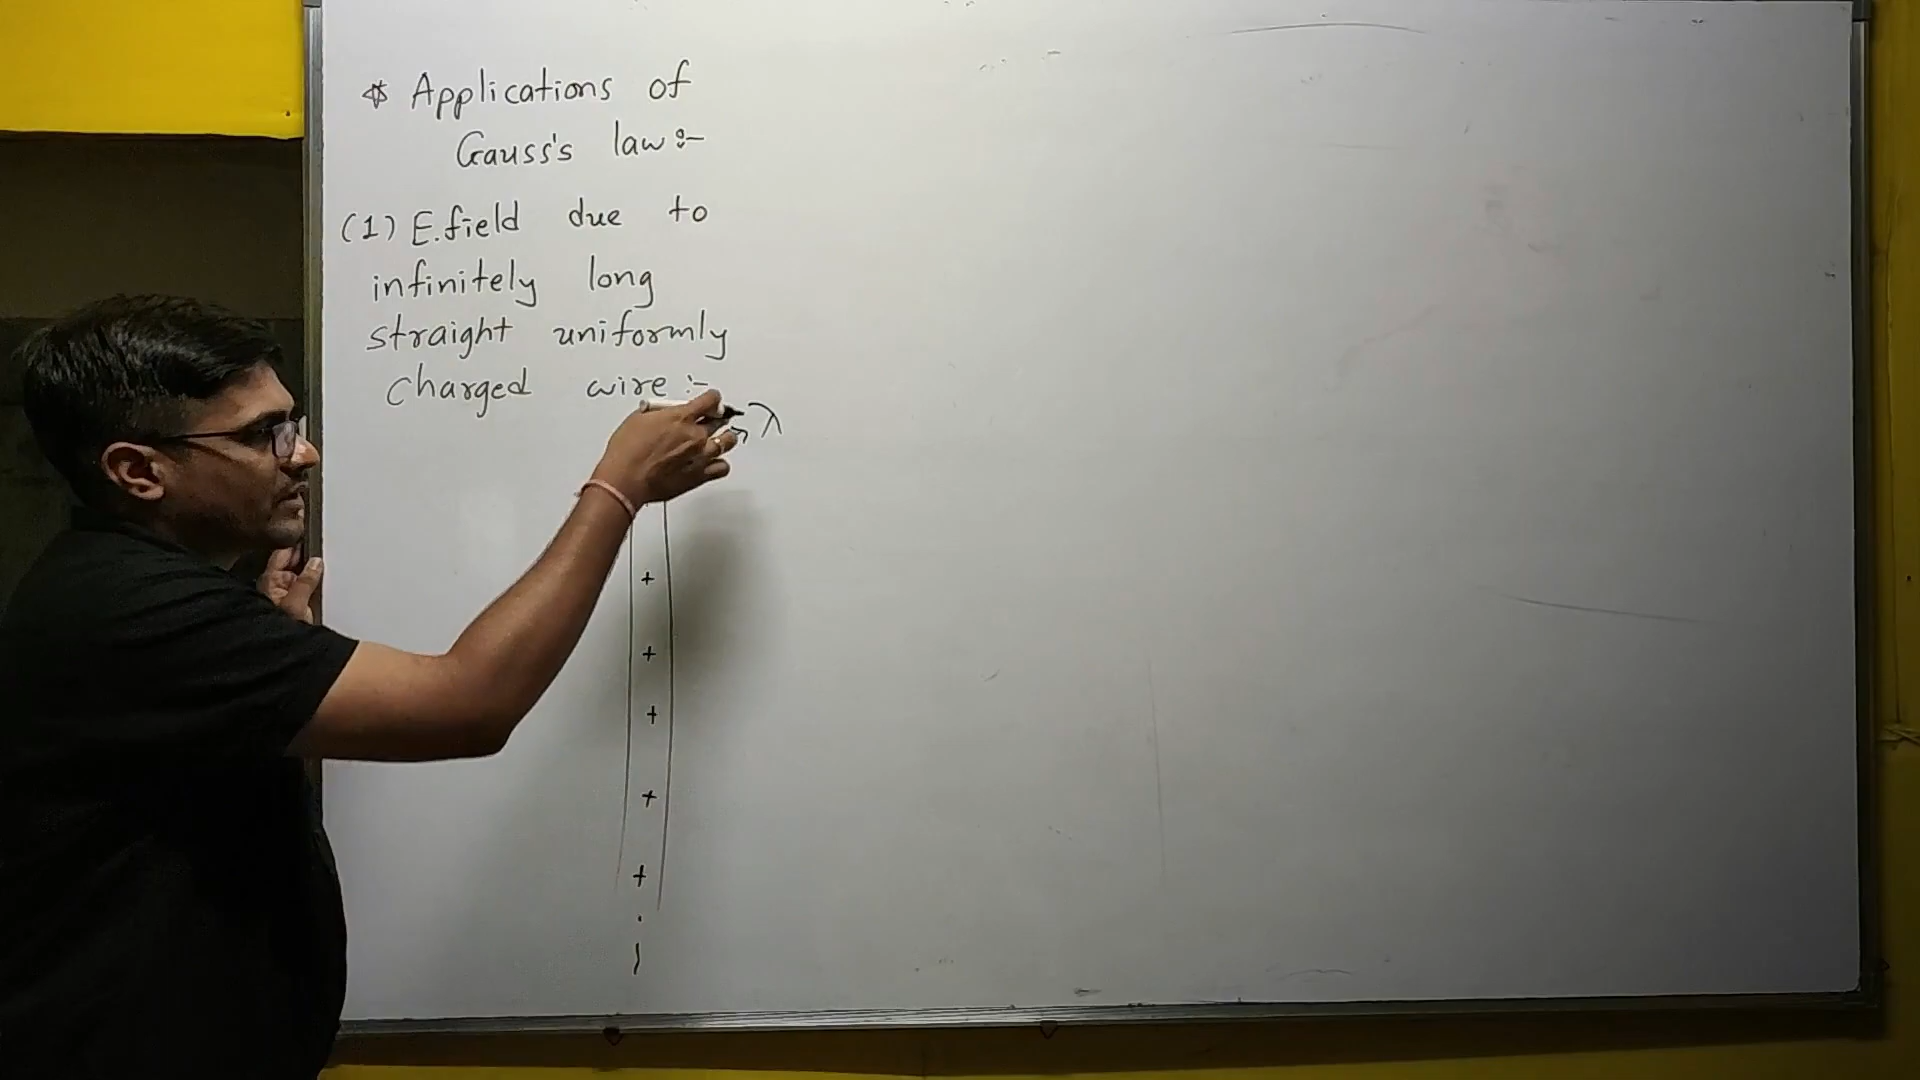 * Applications of
Gauss's law :-
(1) E.field due to
infinitely long
straight uniformly
charged wire :-
λ
+
+
+
+
+